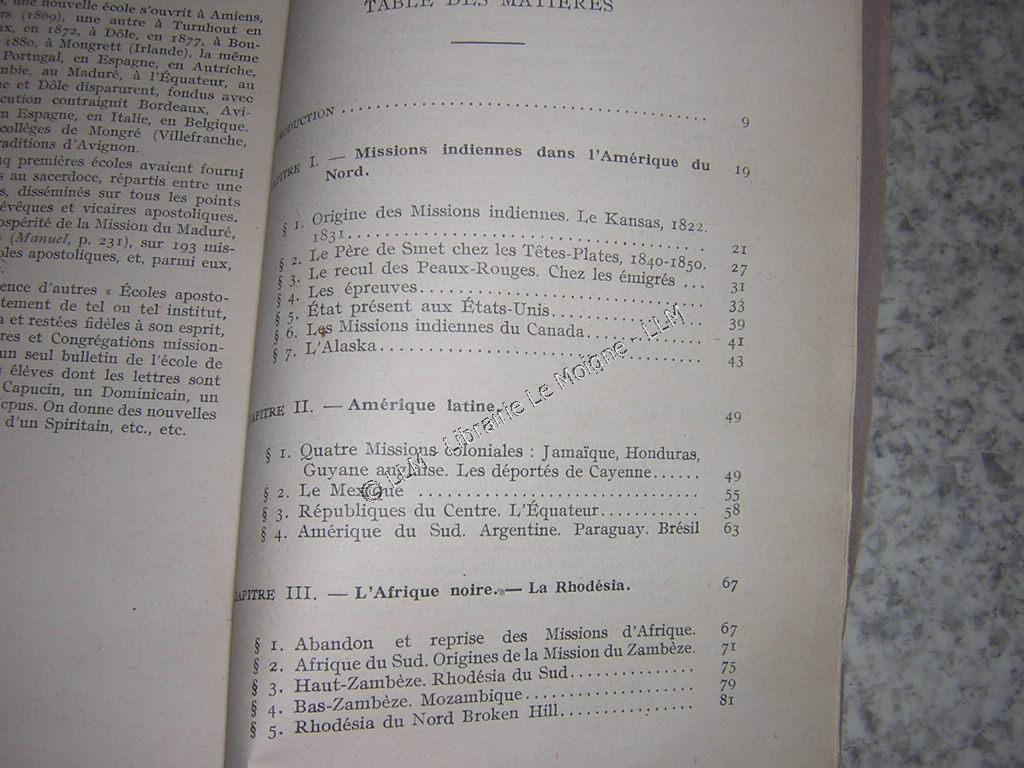 une nouvelle école s'ouvrit à Amiens,
(1869), une autre à Turnhout en
en 1872, à Dôle, en 1877, à Bou-
1880, à Mongrett (Irlande), la même
Portugal, en Espagne, en Autriche,
au Maduré, à l'Équateur, au
et Dôle disparurent, fondus avec
contraignit Bordeaux, Avi-
Espagne, en Italie, en Belgique.
collèges de Mongré (Villefranche,
d'Avignon.
premières écoles avaient fourni
au sacerdoce, répartis entre une
disséminés sur tous les points
évêques et vicaires apostoliques.
de la Mission du Maduré,
(Manuel, p. 231), sur 193 mis-
apostoliques, et, parmi eux,
d'autres « Écoles aposto-
de tel ou tel institut,
et restées fidèles à son esprit,
et Congrégations mission-
un seul bulletin de l'école de
élèves dont les lettres sont
Capucin, un Dominicain, un
On donne des nouvelles
d'un Spiritain, etc., etc.
TABLE DES MATIÈRES
ODUCTION .......... 9
APITRE I. — Missions indiennes dans l'Amérique du
Nord. 19
§ 1. Origine des Missions indiennes. Le Kansas, 1822.
1831.......... 21
§ 2. Le Père de Smet chez les Têtes-Plates, 1840-1850. 27
§ 3. Le recul des Peaux-Rouges. Chez les émigrés ... 31
§ 4. Les épreuves.......... 33
§ 5. État présent aux États-Unis.......... 39
§ 6. Les Missions indiennes du Canada.......... 41
§ 7. L'Alaska.......... 43
APITRE II. — Amérique latine. 49
§ 1. Quatre Missions coloniales : Jamaïque, Honduras,
Guyane anglaise. Les déportés de Cayenne...... 49
§ 2. Le Mexique .......... 55
§ 3. Républiques du Centre. L'Équateur.......... 58
§ 4. Amérique du Sud. Argentine. Paraguay. Brésil 63
APITRE III. — L'Afrique noire. — La Rhodésia. 67
§ 1. Abandon et reprise des Missions d'Afrique. 67
§ 2. Afrique du Sud. Origines de la Mission du Zambèze. 71
§ 3. Haut-Zambèze. Rhodésia du Sud.......... 75
§ 4. Bas-Zambèze. Mozambique.......... 79
§ 5. Rhodésia du Nord Broken Hill.......... 81
© LLM - Librairie Le Moigne - LLM